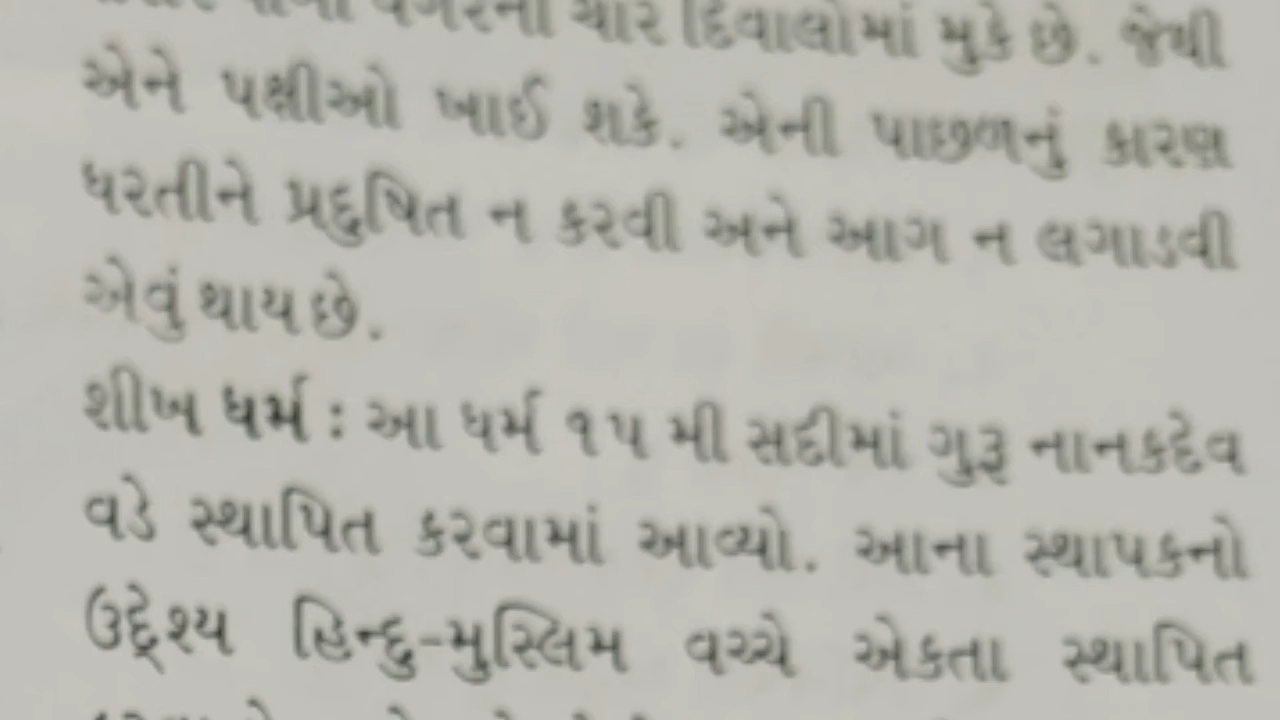 વગરની ચાર દિવાલોમાં મુકે છે. જેથી
એને પક્ષીઓ ખાઈ શકે. એની પાછળનું કારણ
ધરતીને પ્રદુષિત ન કરવી અને આગ ન લગાડવી
એવું થાય છે.
શીખ ધર્મ : આ ધર્મ ૧૫ મી સદીમાં ગુરૂ નાનકદેવ
વડે સ્થાપિત કરવામાં આવ્યો. આના સ્થાપકનો
ઉદ્દેશ્ય હિન્દુ-મુસ્લિમ વચ્ચે એકતા સ્થાપિત